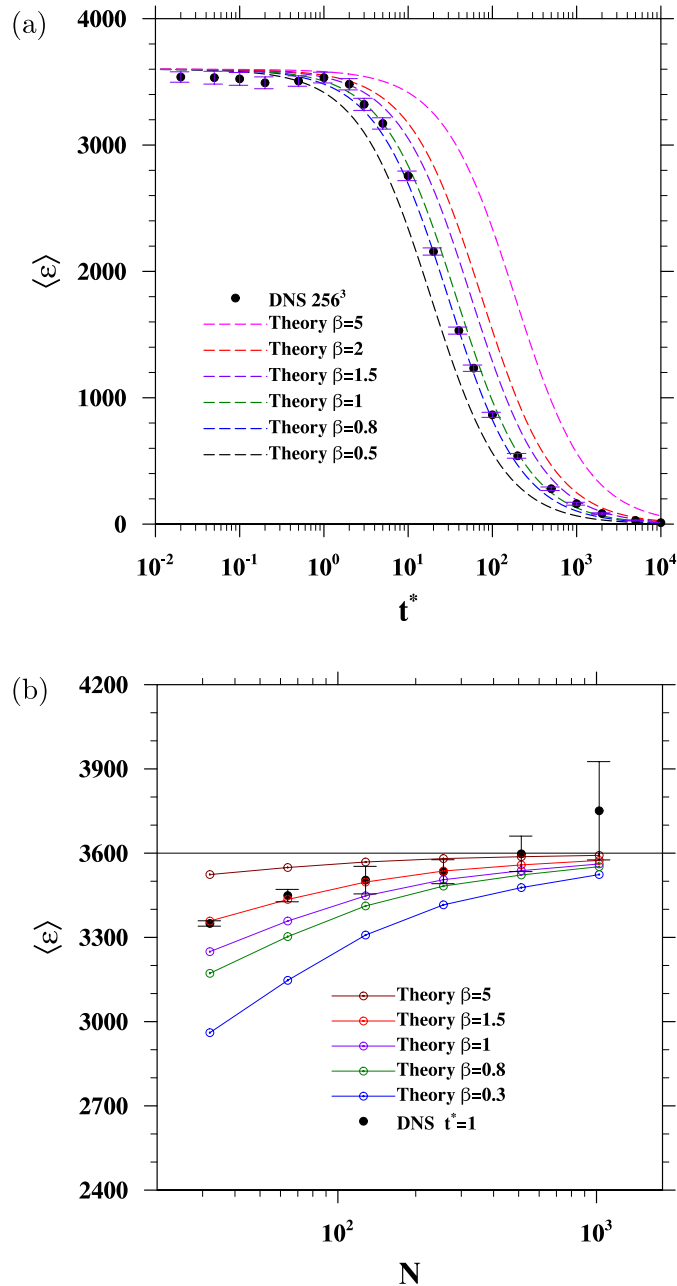 (a)
4000
3000
2000
1000
0
⟨ε⟩
DNS 256³
Theory β=5
Theory β=2
Theory β=1.5
Theory β=1
Theory β=0.8
Theory β=0.5
10⁻² 10⁻¹ 10⁰ 10¹ 10² 10³ 10⁴
t*
(b)
4200
3900
3600
3300
3000
2700
2400
⟨ε⟩
Theory β=5
Theory β=1.5
Theory β=1
Theory β=0.8
Theory β=0.3
DNS t*=1
10² 10³
N